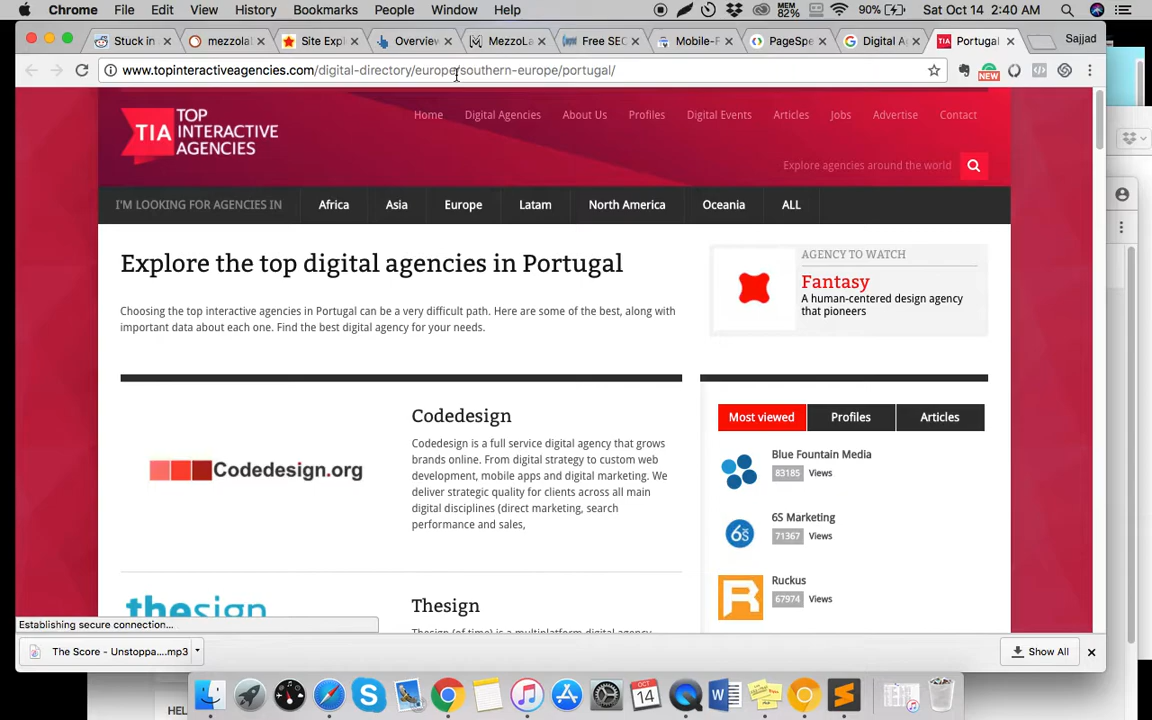 Chrome File Edit View History Bookmarks People Window Help MEM 82% 90% Sat Oct 14 2:40 AM
Stuck in mezzola Site Expl Overview MezzoLa Free SEO Mobile-F PageSpe Digital A Portugal Sajjad
www.topinteractiveagencies.com/digital-directory/europe/southern-europe/portugal/
NEW
TIA TOP INTERACTIVE AGENCIES
Home Digital Agencies About Us Profiles Digital Events Articles Jobs Advertise Contact
Explore agencies around the world
I'M LOOKING FOR AGENCIES IN Africa Asia Europe Latam North America Oceania ALL
Explore the top digital agencies in Portugal
Choosing the top interactive agencies in Portugal can be a very difficult path. Here are some of the best, along with
important data about each one. Find the best digital agency for your needs.
AGENCY TO WATCH
Fantasy
A human-centered design agency
that pioneers
Codedesign.org
Codedesign
Codedesign is a full service digital agency that grows
brands online. From digital strategy to custom web
development, mobile apps and digital marketing. We
deliver strategic quality for clients across all main
digital disciplines (direct marketing, search
performance and sales,
Most viewed Profiles Articles
Blue Fountain Media
83185 Views
6S Marketing
71367 Views
Ruckus
67974 Views
thesign
Thesign
Thesign (of time) is a multiplatform digital agency
Establishing secure connection...
The Score - Unstoppa....mp3
Show All
OCT 14
HEL